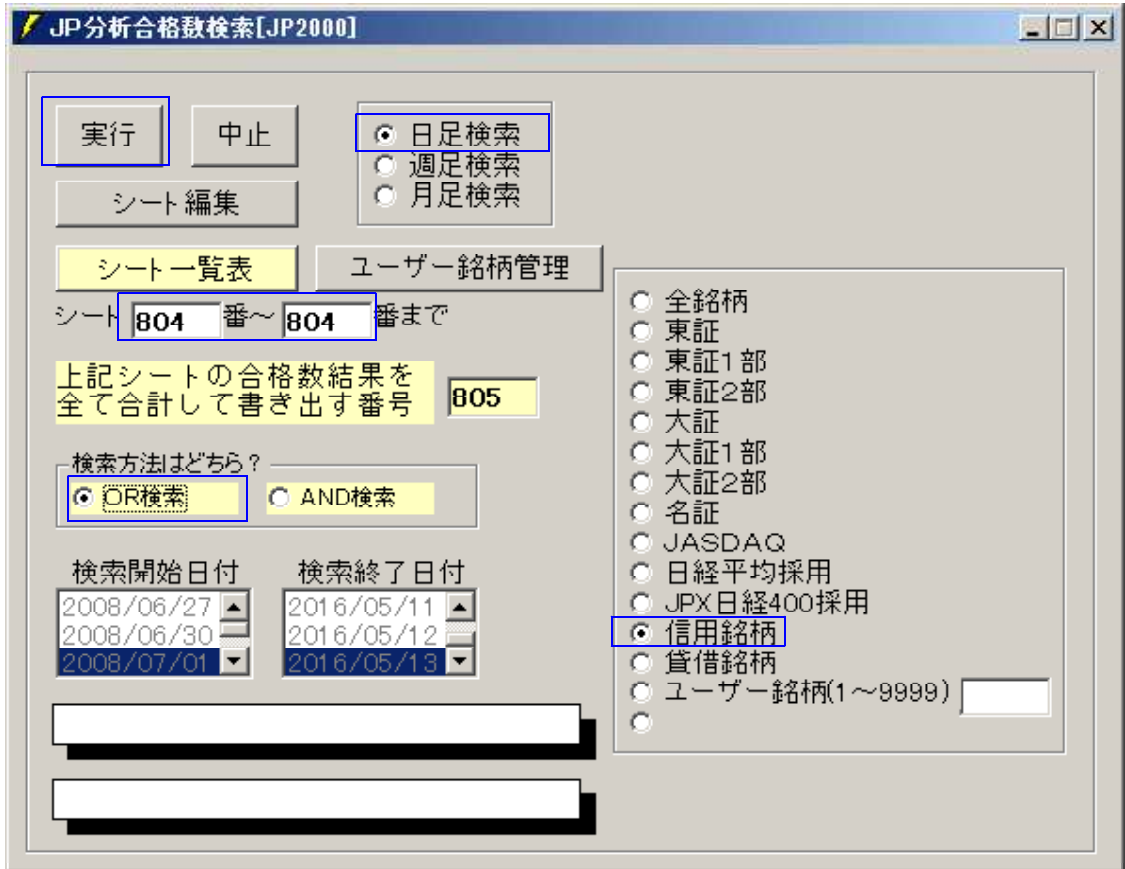 JP分析合格数検索[JP2000]
実行
中止
日足検索
週足検索
月足検索
シート編集
シート一覧表
ユーザー銘柄管理
シート 804 番～ 804 番まで
上記シートの合格数結果を
全て合計して書き出す番号
805
検索方法はどちら?
OR検索
AND検索
検索開始日付
2008/06/27
2008/06/30
2008/07/01
検索終了日付
2016/05/11
2016/05/12
2016/05/13
全銘柄
東証
東証1部
東証2部
大証
大証1部
大証2部
名証
JASDAQ
日経平均採用
JPX日経400採用
信用銘柄
貸借銘柄
ユーザー銘柄(1～9999)